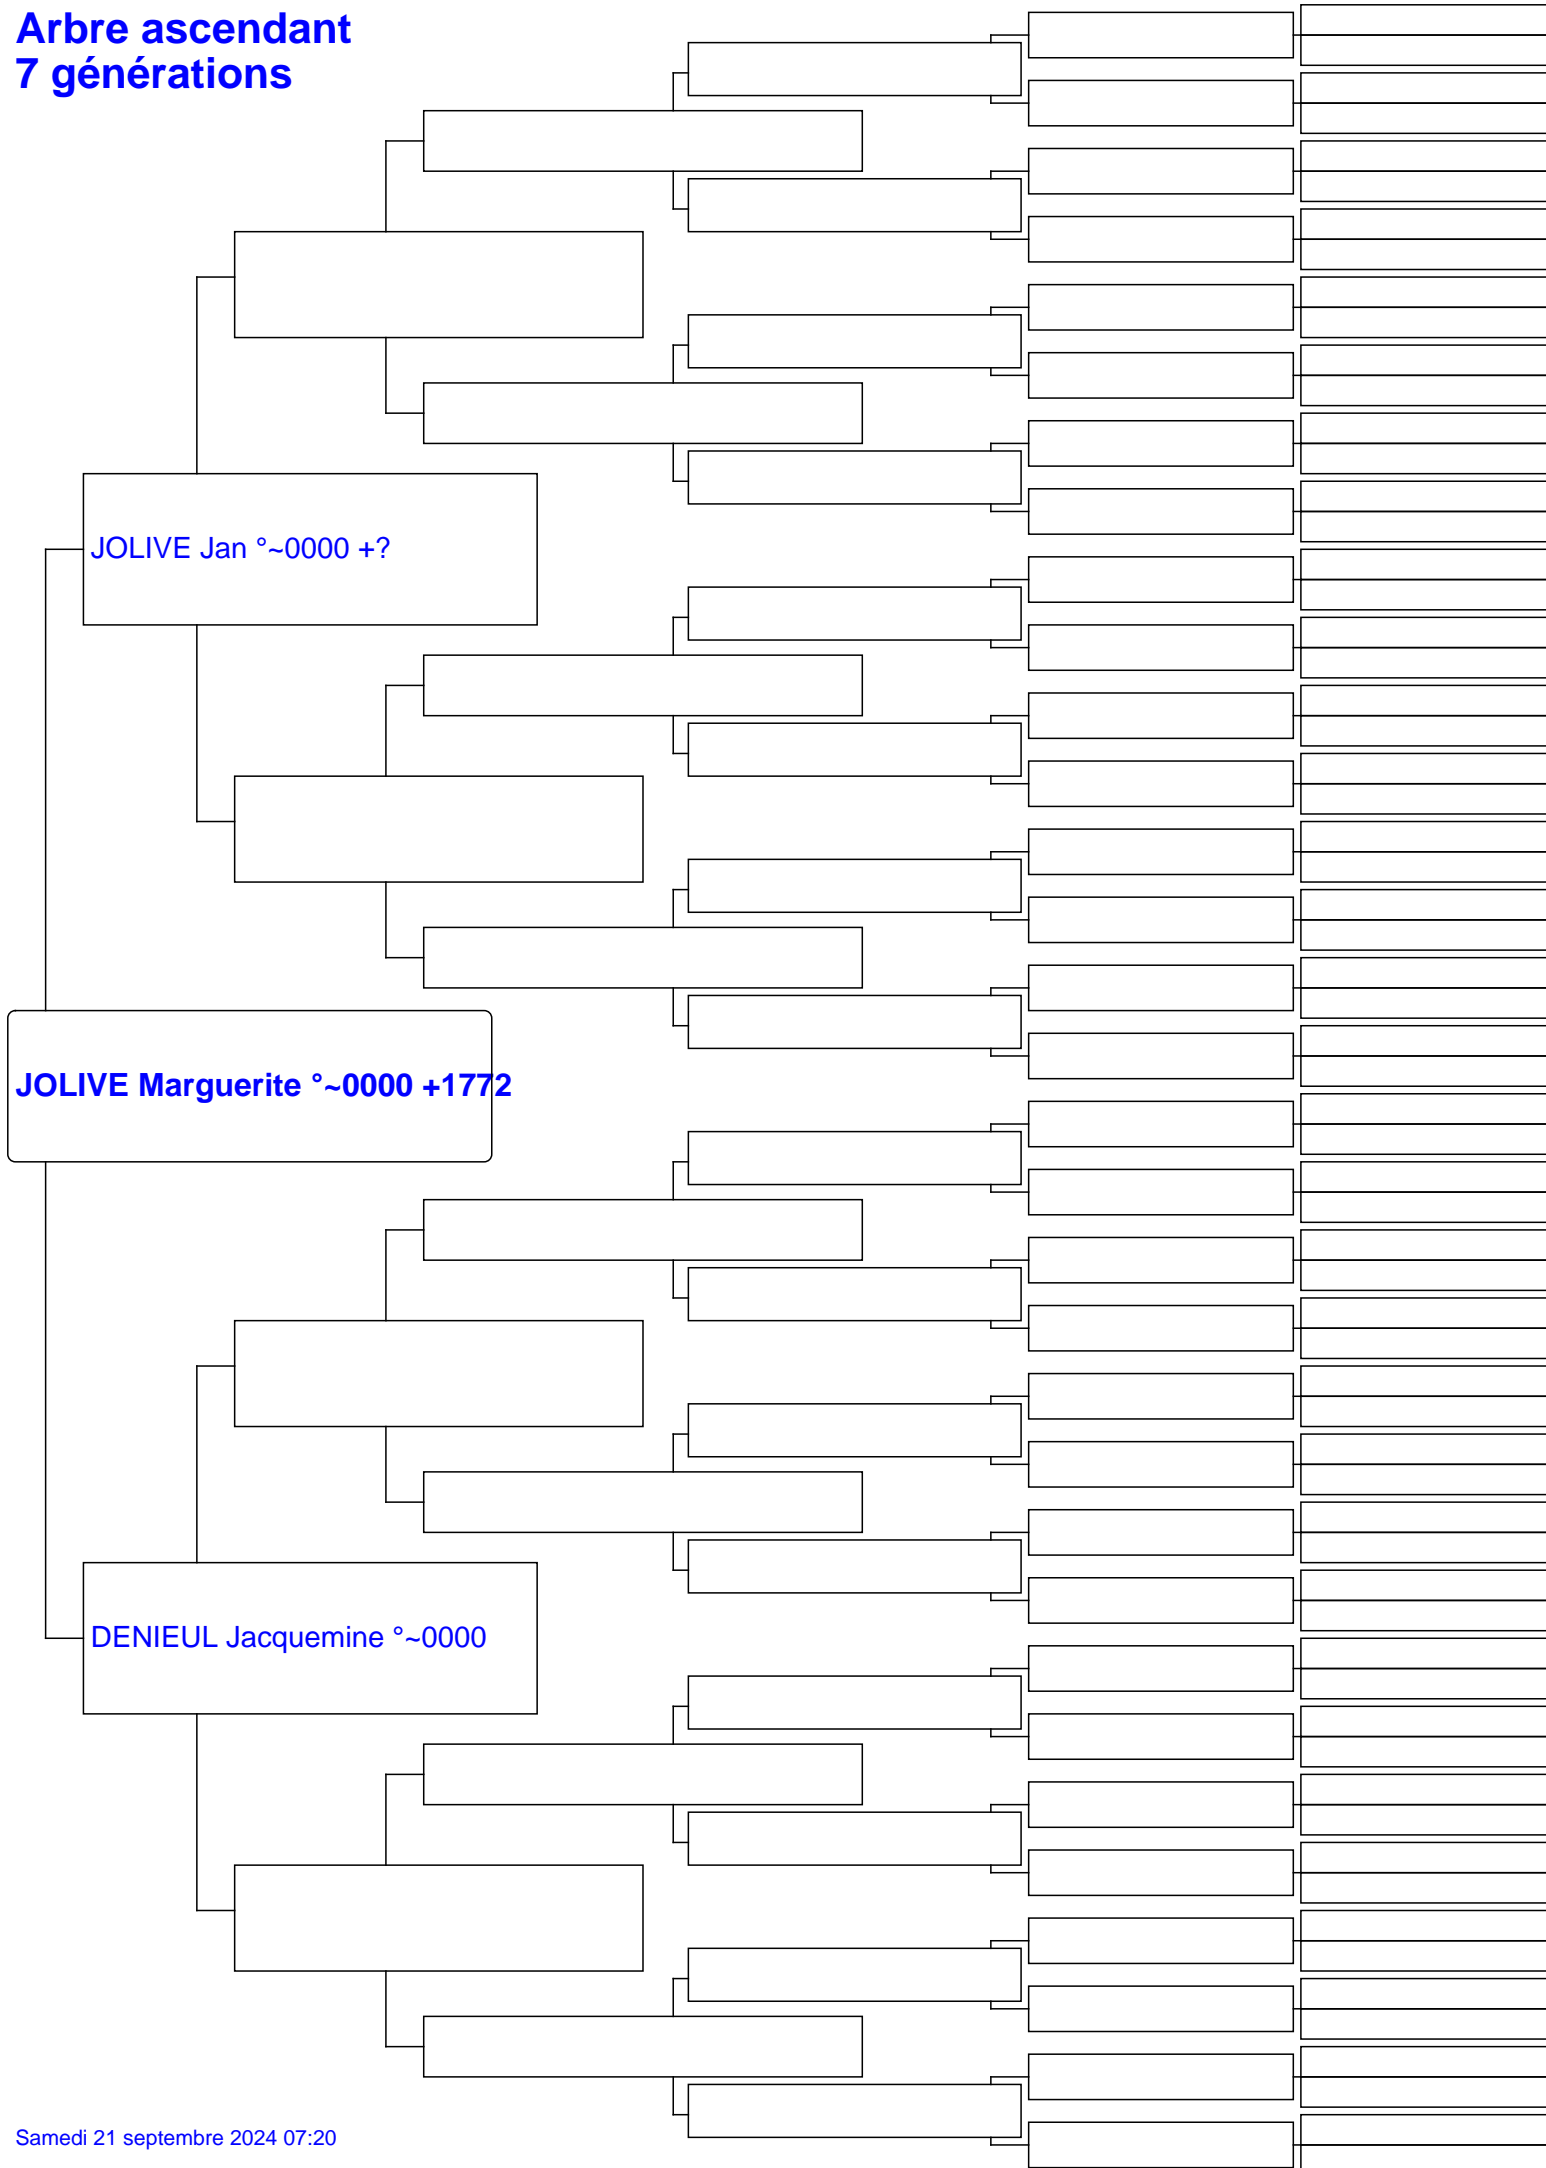 Arbre ascendant
7 générations
JOLIVE Jan °~0000 +?
JOLIVE Marguerite °~0000 +1772
DENIEUL Jacquemine °~0000
Samedi 21 septembre 2024 07:20